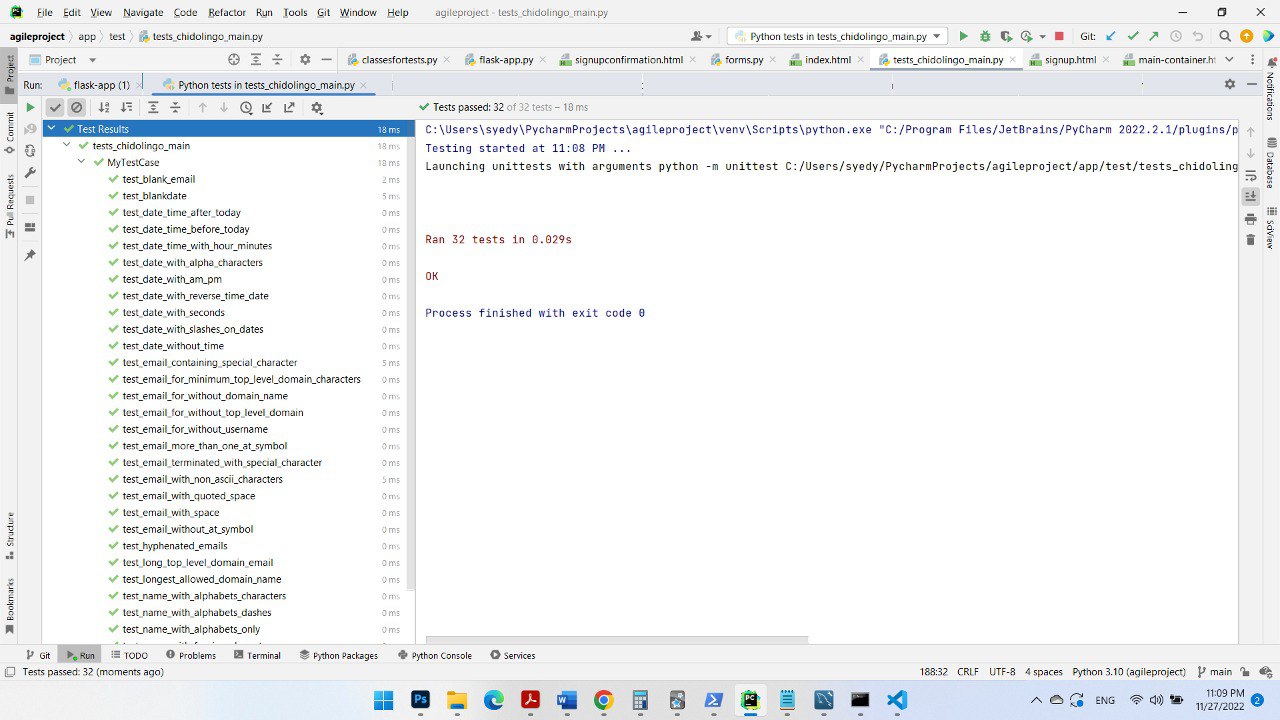 File Edit View Navigate Code Refactor Run Tools Git Window Help agileproject - tests_chidolingo_main.py
agileproject app test tests_chidolingo_main.py Python tests in tests_chidolingo_main.py Git:
Project classesfortests.py flask-app.py signupconfirmation.html forms.py index.html tests_chidolingo_main.py signup.html main-container.h
Run: flask-app (1) Python tests in tests_chidolingo_main.py
Tests passed: 32 of 32 tests – 18 ms
Test Results 18 ms
tests_chidolingo_main 18 ms
MyTestCase 18 ms
test_blank_email 2 ms
test_blankdate 5 ms
test_date_time_after_today 0 ms
test_date_time_before_today 0 ms
test_date_time_with_hour_minutes 0 ms
test_date_with_alpha_characters 0 ms
test_date_with_am_pm 0 ms
test_date_with_reverse_time_date 0 ms
test_date_with_seconds 0 ms
test_date_with_slashes_on_dates 0 ms
test_date_without_time 0 ms
test_email_containing_special_character 5 ms
test_email_for_minimum_top_level_domain_characters 0 ms
test_email_for_without_domain_name 0 ms
test_email_for_without_top_level_domain 0 ms
test_email_for_without_username 0 ms
test_email_more_than_one_at_symbol 0 ms
test_email_terminated_with_special_character 0 ms
test_email_with_non_ascii_characters 5 ms
test_email_with_quoted_space 0 ms
test_email_with_space 0 ms
test_email_without_at_symbol 0 ms
test_hyphenated_emails 0 ms
test_long_top_level_domain_email 0 ms
test_longest_allowed_domain_name 0 ms
test_name_with_alphabets_characters 0 ms
test_name_with_alphabets_dashes 0 ms
test_name_with_alphabets_only 0 ms
C:\Users\syedy\PycharmProjects\agileproject\venv\Scripts\python.exe "C:/Program Files/JetBrains/PyCharm 2022.2.1/plugins/p
Testing started at 11:08 PM ...
Launching unittests with arguments python -m unittest C:/Users/syedy/PycharmProjects/agileproject/app/test/tests_chidoling
Ran 32 tests in 0.029s
OK
Process finished with exit code 0
Project
Commit
Pull Requests
Structure
Bookmarks
Notifications
Database
SciView
Git Run TODO Problems Terminal Python Packages Python Console Services
Tests passed: 32 (moments ago) 188:32 CRLF UTF-8 4 spaces Python 3.10 (agileproject) main
ENG 11:09 PM
11/27/2022 2